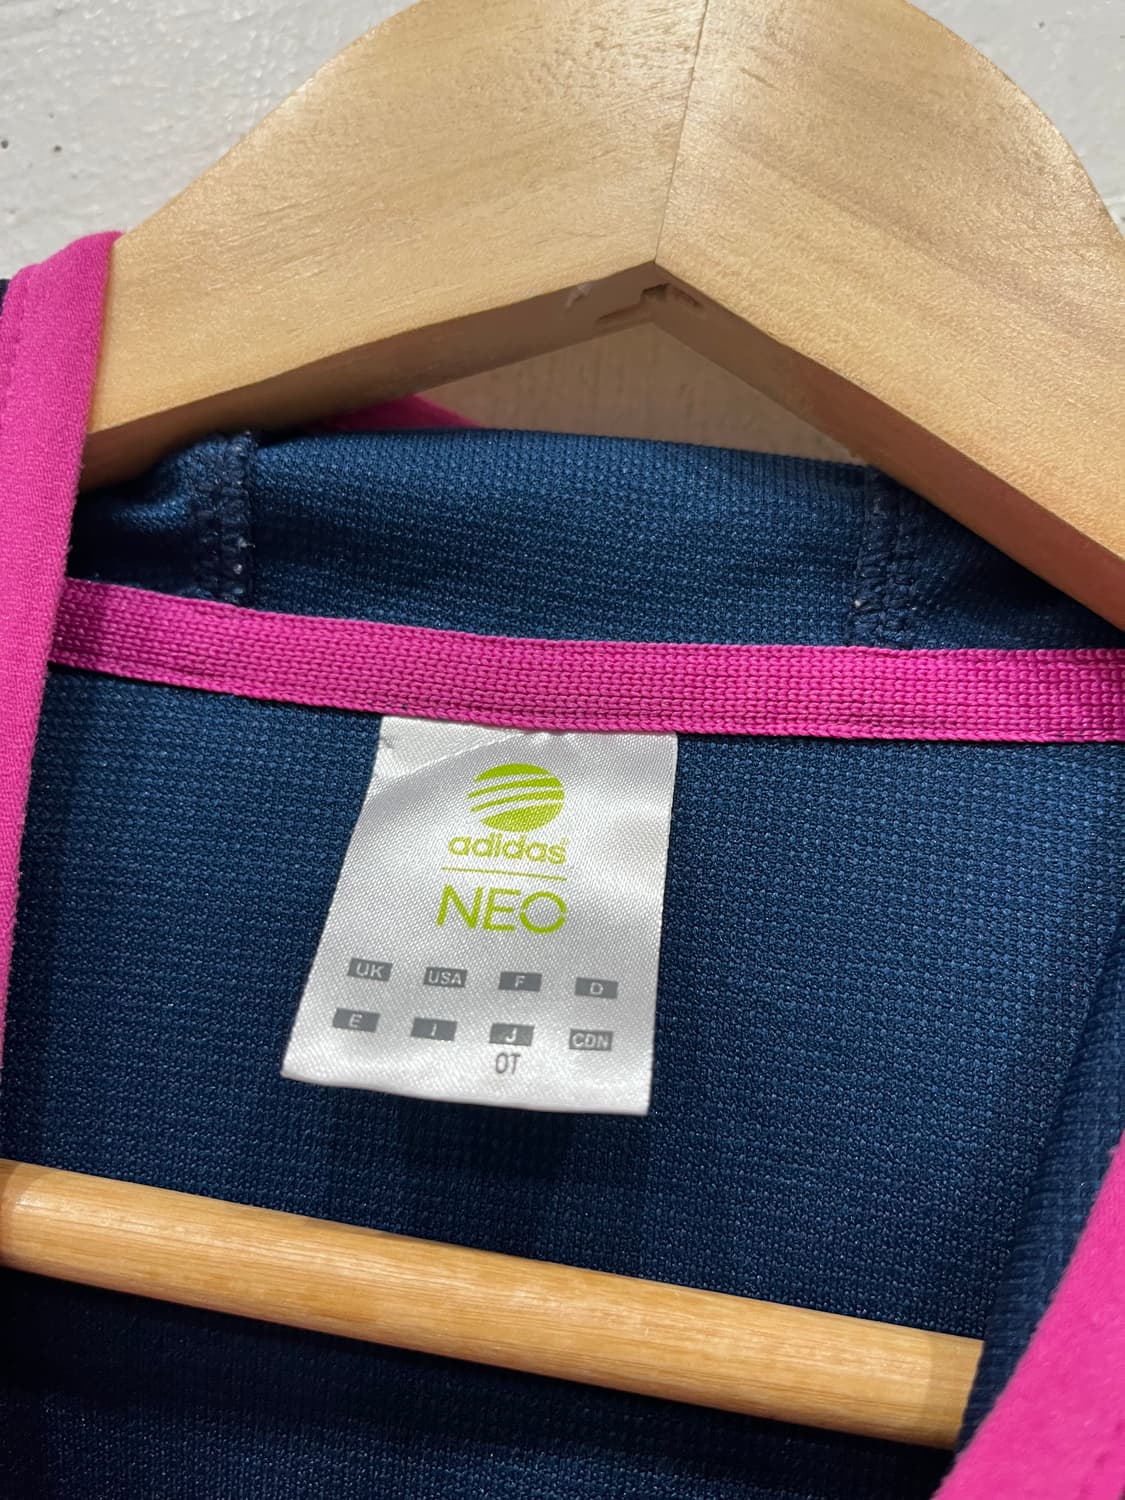 adidas
NEO
UK USA F D
E I J CDN
OT